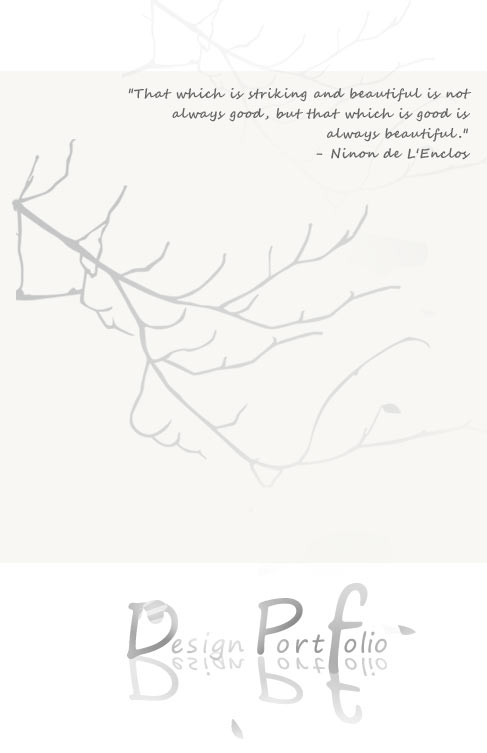 "That which is striking and beautiful is not
always good, but that which is good is
always beautiful."
- Ninon de L'Enclos
Design Portfolio